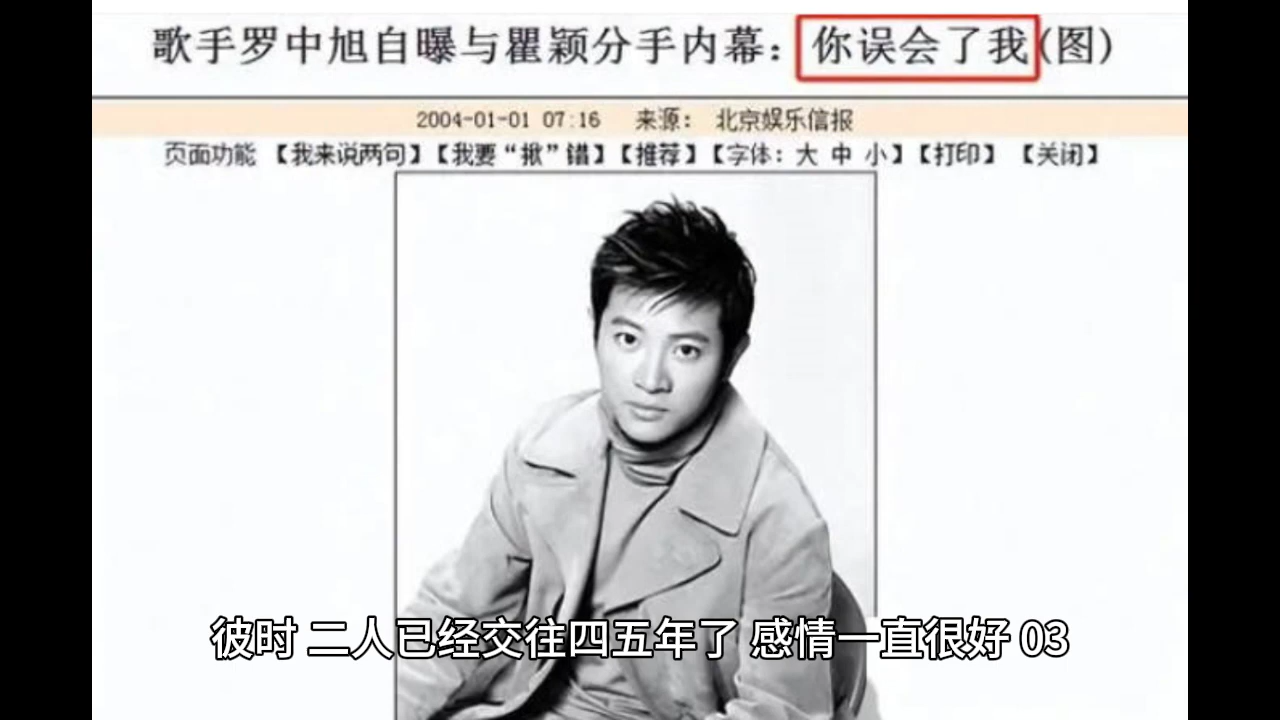 歌手罗中旭自曝与瞿颖分手内幕：你误会了我(图)
2004-01-01 07:16 来源： 北京娱乐信报
页面功能 【我来说两句】【我要“揪”错】【推荐】【字体：大 中 小】【打印】 【关闭】
彼时 二人已经交往四五年了 感情一直很好 03